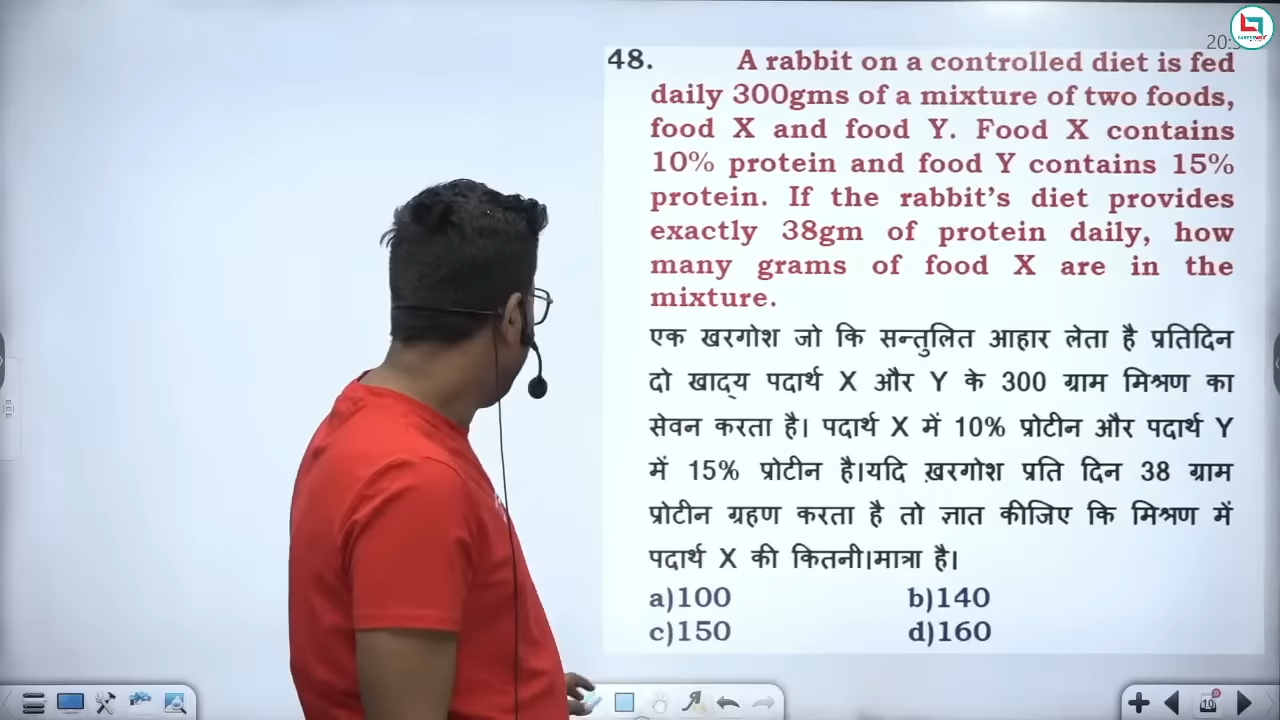 48. A rabbit on a controlled diet is fed
daily 300gms of a mixture of two foods,
food X and food Y. Food X contains
10% protein and food Y contains 15%
protein. If the rabbit's diet provides
exactly 38gm of protein daily, how
many grams of food X are in the
mixture.
एक खरगोश जो कि सन्तुलित आहार लेता है प्रतिदिन
दो खाद्य पदार्थ X और Y के 300 ग्राम मिश्रण का
सेवन करता है। पदार्थ X में 10% प्रोटीन और पदार्थ Y
में 15% प्रोटीन है।यदि ख़रगोश प्रति दिन 38 ग्राम
प्रोटीन ग्रहण करता है तो ज्ञात कीजिए कि मिश्रण में
पदार्थ X की कितनी।मात्रा है।
a)100 b)140
c)150 d)160
10